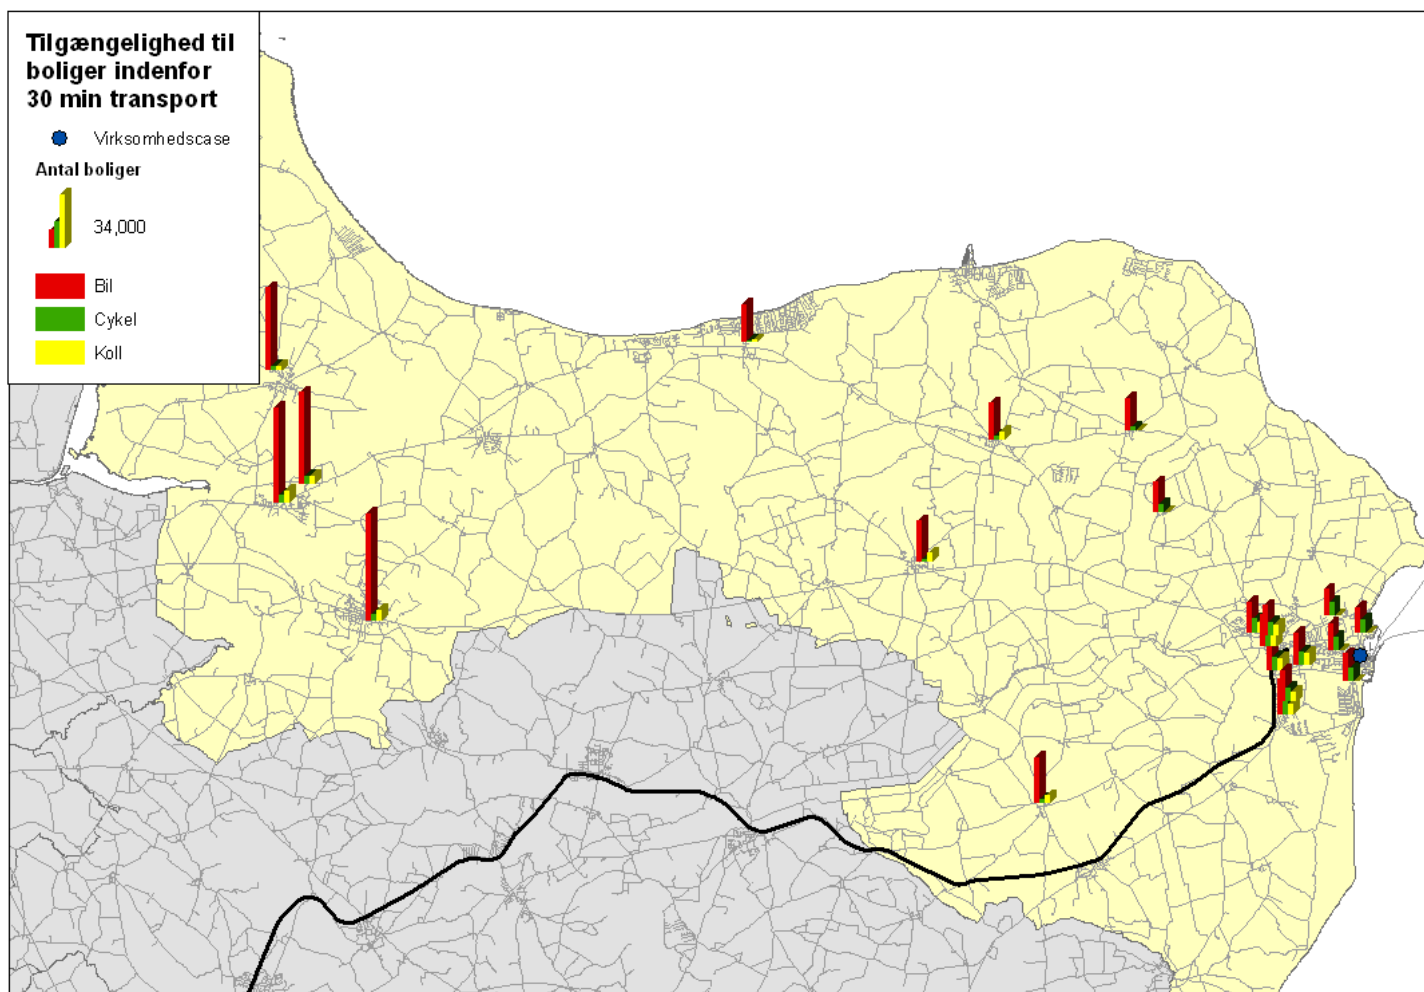 Tilgængelighed til
boliger indenfor
30 min transport
Virksomhedscase
Antal boliger
34,000
Bil
Cykel
Koll